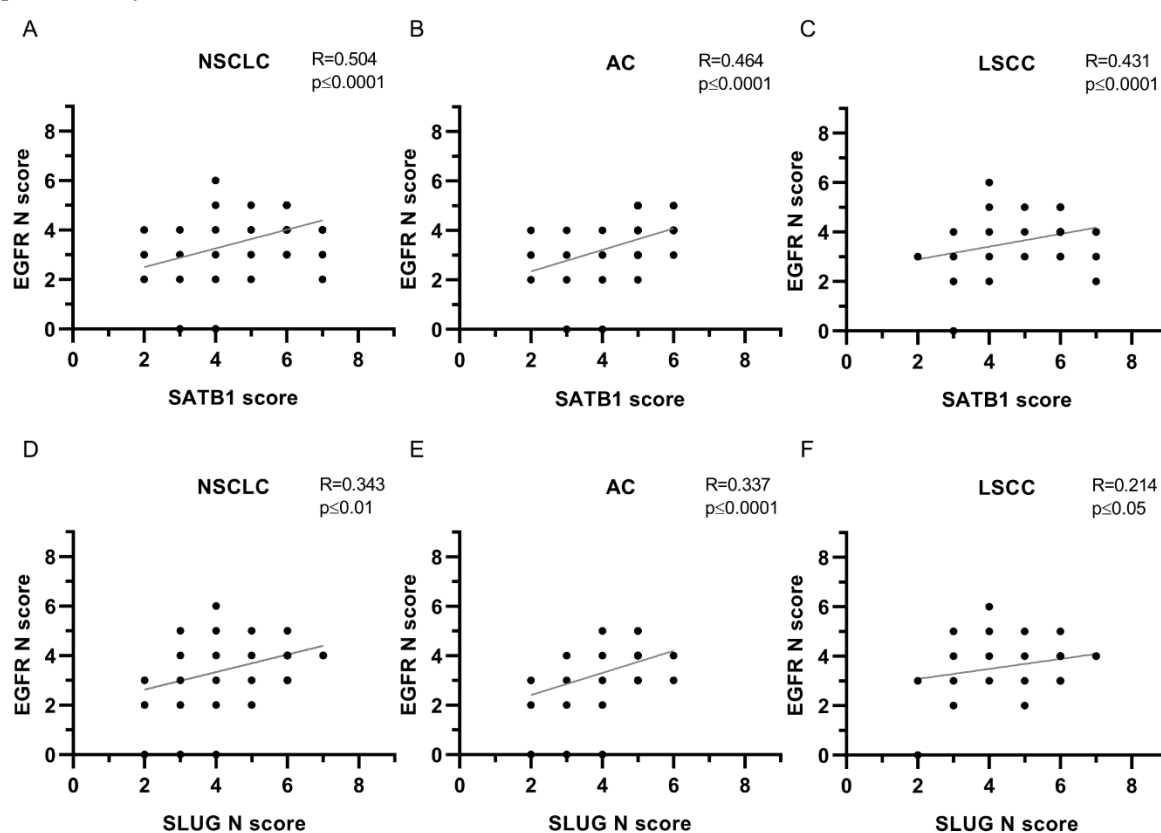 A
NSCLC
R=0.504
p≤0.0001
8
6
4
2
0
EGFR N score
0 2 4 6 8
SATB1 score
B
AC
R=0.464
p≤0.0001
8
6
4
2
0
EGFR N score
0 2 4 6 8
SATB1 score
C
LSCC
R=0.431
p≤0.0001
8
6
4
2
0
EGFR N score
0 2 4 6 8
SATB1 score
D
NSCLC
R=0.343
p≤0.01
8
6
4
2
0
EGFR N score
0 2 4 6 8
SLUG N score
E
AC
R=0.337
p≤0.0001
8
6
4
2
0
EGFR N score
0 2 4 6 8
SLUG N score
F
LSCC
R=0.214
p≤0.05
8
6
4
2
0
EGFR N score
0 2 4 6 8
SLUG N score